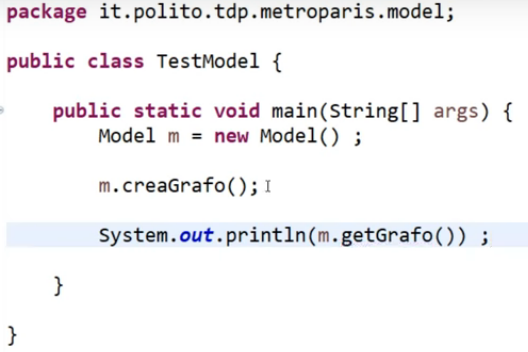 package it.polito.tdp.metroparis.model;
public class TestModel {
public static void main(String[] args) {
Model m = new Model() ;
m.creaGrafo();
System.out.println(m.getGrafo()) ;
}
}